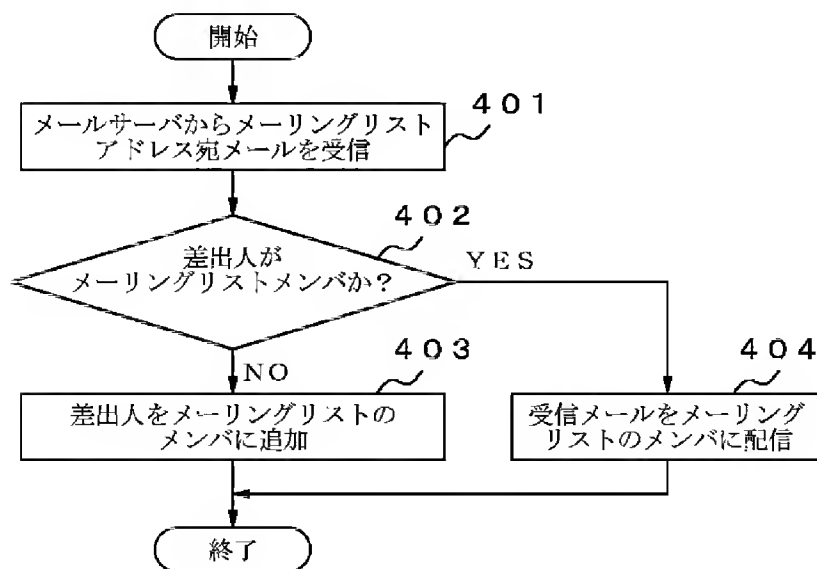 開始
401
メールサーバからメーリングリスト
アドレス宛メールを受信
402
差出人が
メーリングリストメンバか?
YES
NO
403
差出人をメーリングリストの
メンバに追加
404
受信メールをメーリング
リストのメンバに配信
終了